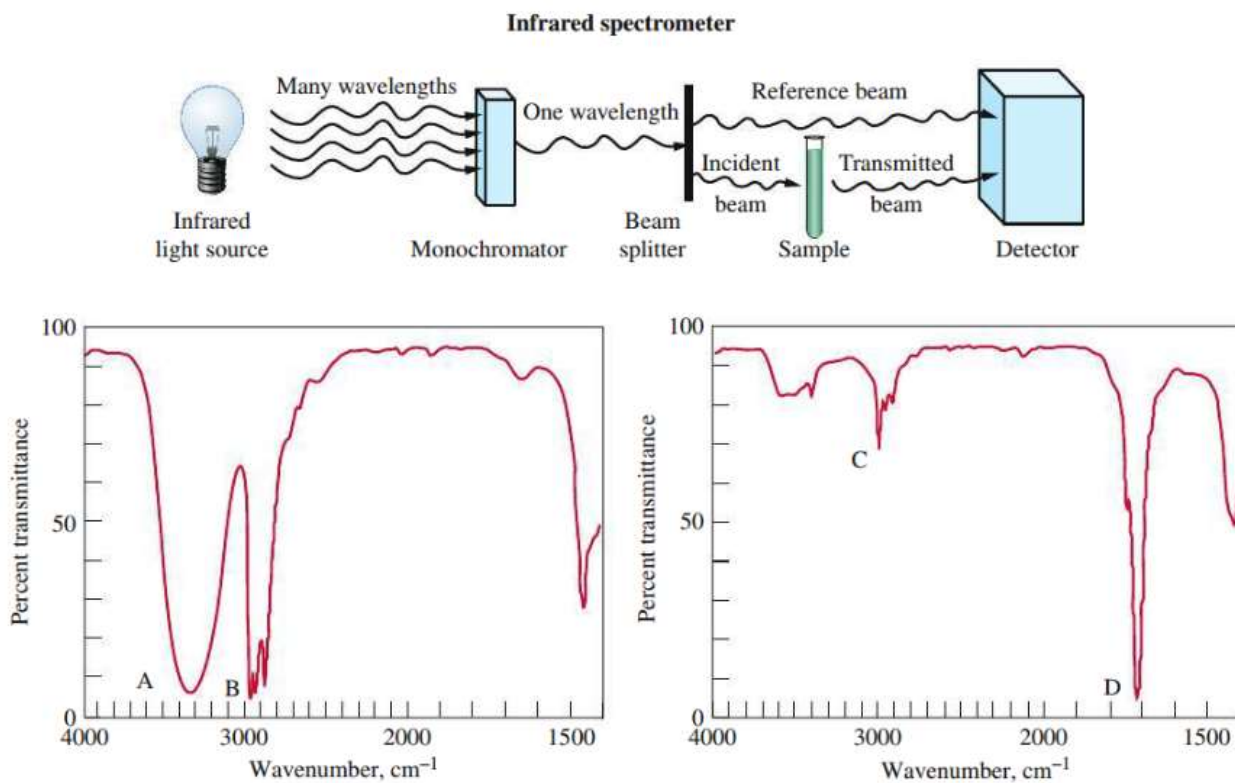 Infrared spectrometer
Many wavelengths
One wavelength
Reference beam
Incident
beam
Transmitted
beam
Infrared
light source
Monochromator
Beam
splitter
Sample
Detector
100
50
0
Percent transmittance
A
B
4000
3000
2000
1500
Wavenumber, cm⁻¹
100
50
0
Percent transmittance
C
D
4000
3000
2000
1500
Wavenumber, cm⁻¹